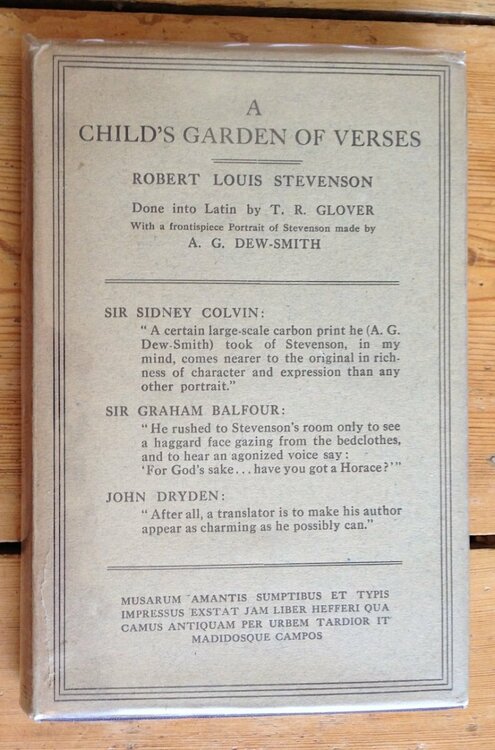 A
CHILD'S GARDEN OF VERSES
ROBERT LOUIS STEVENSON
Done into Latin by T. R. GLOVER
With a frontispiece Portrait of Stevenson made by
A. G. DEW-SMITH
SIR SIDNEY COLVIN:
"A certain large-scale carbon print he (A. G.
Dew-Smith) took of Stevenson, in my
mind, comes nearer to the original in rich-
ness of character and expression than any
other portrait."
SIR GRAHAM BALFOUR:
"He rushed to Stevenson's room only to see
a haggard face gazing from the bedclothes,
and to hear an agonized voice say:
'For God's sake... have you got a Horace?'"
JOHN DRYDEN:
"After all, a translator is to make his author
appear as charming as he possibly can."
MUSARUM AMANTIS SUMPTIBUS ET TYPIS
IMPRESSUS EXSTAT JAM LIBER HEFFERI QUA
CAMUS ANTIQUAM PER URBEM TARDIOR IT
MADIDOSQUE CAMPOS